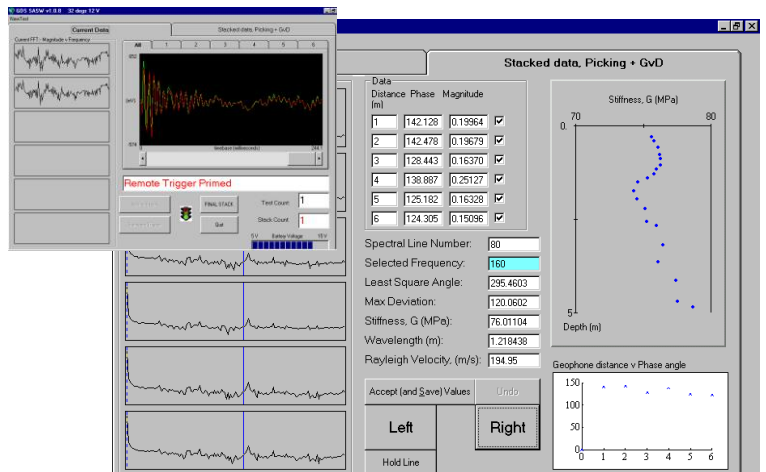 GDS SASW v1.0.0 32 degz 12 V
NewTest
Current Data
Stacked data, Picking + GvD
Current FFT - Magnitude v Frequency
All 1 2 3 4 5 6
(mV)
0 timebase (milliseconds)
Remote Trigger Primed
FINAL STACK
Quit
Test Count 1
Stack Count 1
5 V Battery Voltage 15 V
Stacked data, Picking + GvD
Data
Distance Phase Magnitude
(m)
1 142.128 0.19964
2 142.478 0.19679
3 128.443 0.16370
4 138.887 0.25127
5 125.182 0.16328
6 124.305 0.15096
Spectral Line Number: 80
Selected Frequency: 160
Least Square Angle: 295.4603
Max Deviation: 120.0602
Stiffness, G (MPa): 76.01104
Wavelength (m): 1.218438
Rayleigh Velocity, (m/s): 194.95
Accept (and Save) Values Undo
Left Right
Hold Line
Stiffness, G (MPa)
70 80
0.
5
Depth (m)
Geophone distance v Phase angle
150
100
50
0
0 1 2 3 4 5 6